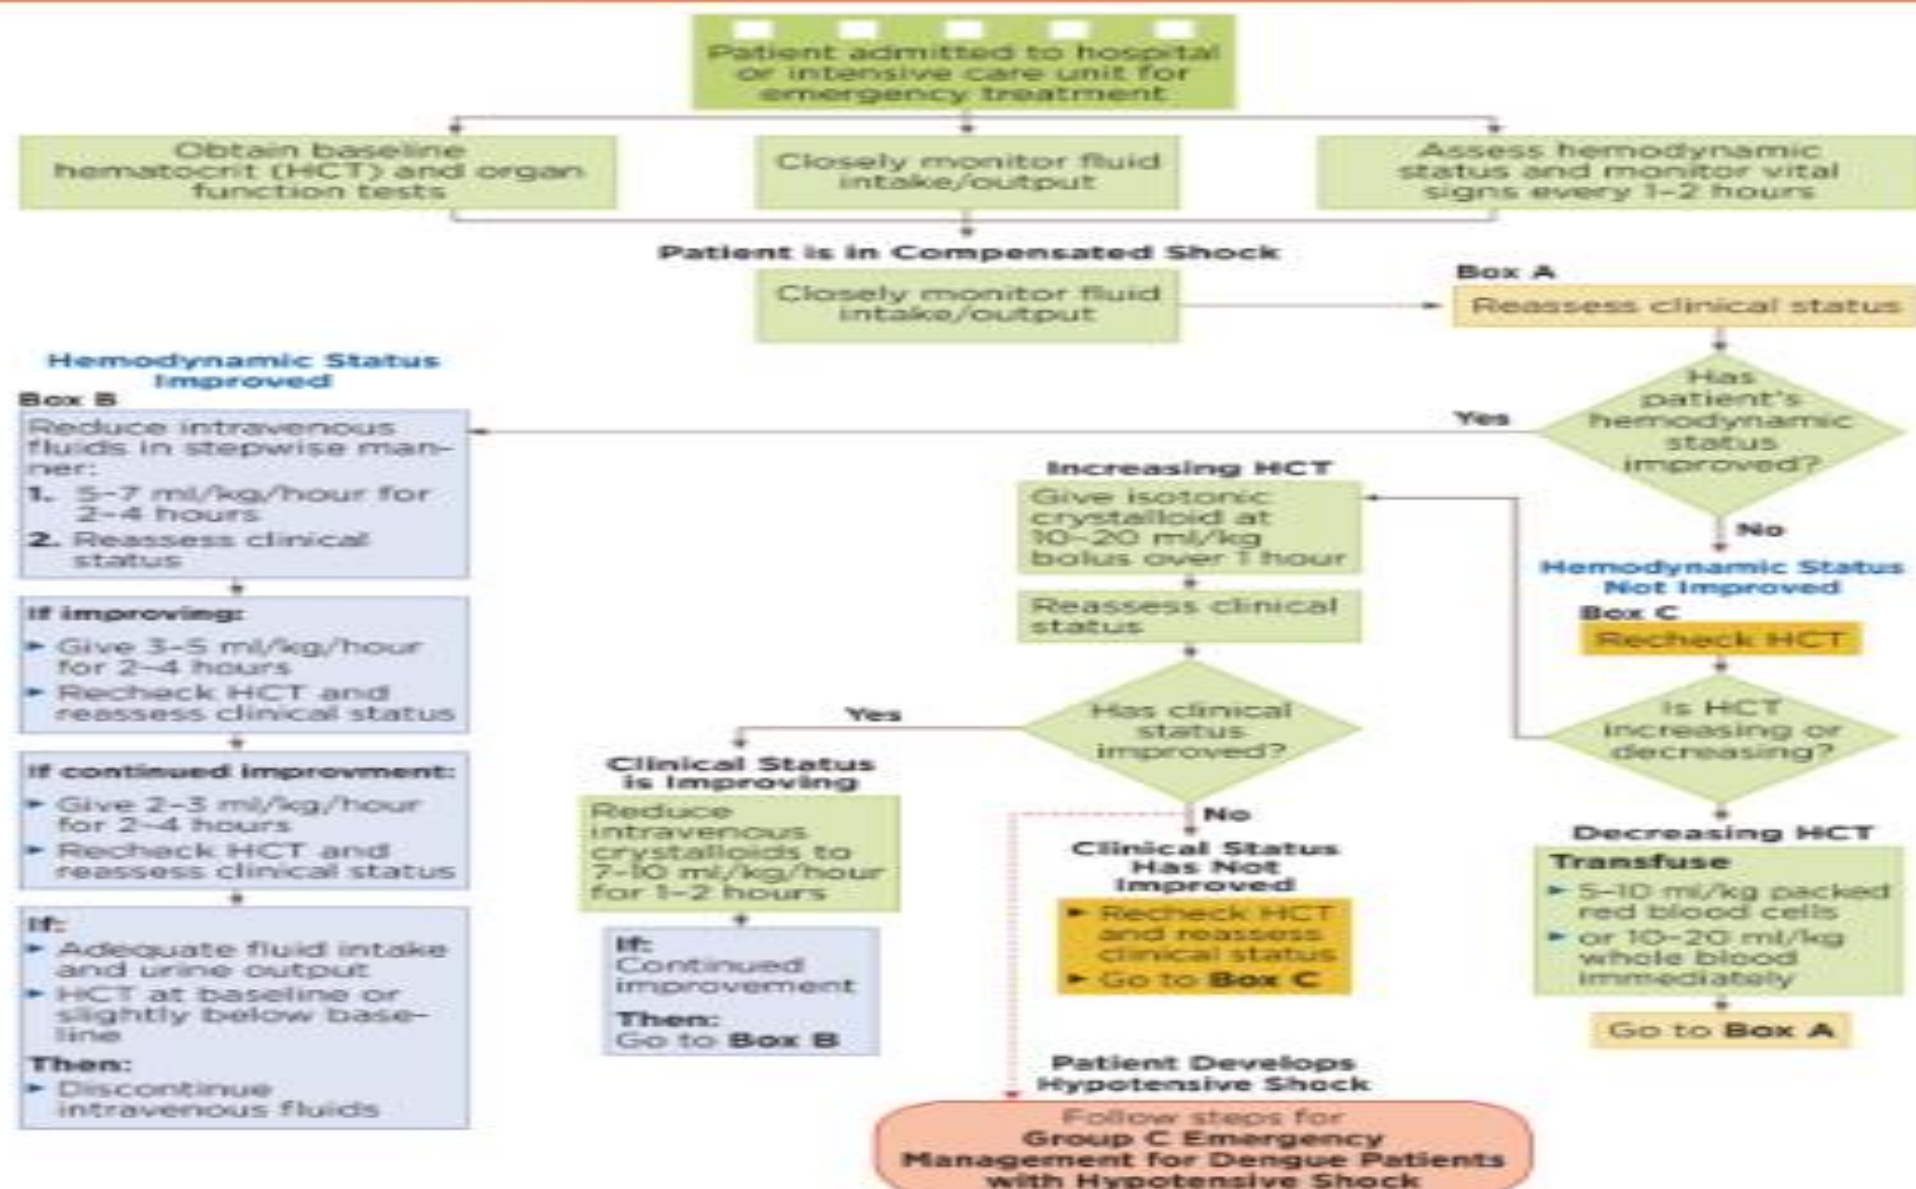 Patient admitted to hospital
or intensive care unit for
emergency treatment
Obtain baseline
hematocrit (HCT) and organ
function tests
Closely monitor fluid
intake/output
Assess hemodynamic
status and monitor vital
signs every 1-2 hours
Patient is in Compensated Shock
Closely monitor fluid
intake/output
Box A
Reassess clinical status
Has
patient's
hemodynamic
status
improved?
Yes
No
Hemodynamic Status
Improved
Box B
Reduce intravenous
fluids in stepwise man-
ner:
1. 5-7 ml/kg/hour for
2-4 hours
2. Reassess clinical
status
If improving:
► Give 3-5 ml/kg/hour
for 2-4 hours
► Recheck HCT and
reassess clinical status
If continued improvment:
► Give 2-3 ml/kg/hour
for 2-4 hours
► Recheck HCT and
reassess clinical status
If:
► Adequate fluid intake
and urine output
► HCT at baseline or
slightly below base-
line
Then:
► Discontinue
intravenous fluids
Hemodynamic Status
Not Improved
Box C
Recheck HCT
Is HCT
increasing or
decreasing?
Increasing HCT
Give isotonic
crystalloid at
10-20 ml/kg
bolus over 1 hour
Reassess clinical
status
Has clinical
status
improved?
Yes
Clinical Status
is Improving
Reduce
intravenous
crystalloids to
7-10 ml/kg/hour
for 1-2 hours
If:
Continued
improvement
Then:
Go to Box B
No
Clinical Status
Has Not
Improved
► Recheck HCT
and reassess
clinical status
► Go to Box C
Decreasing HCT
Transfuse
► 5-10 ml/kg packed
red blood cells
► or 10-20 ml/kg
whole blood
immediately
Go to Box A
Patient Develops
Hypotensive Shock
Follow steps for
Group C Emergency
Management for Dengue Patients
with Hypotensive Shock